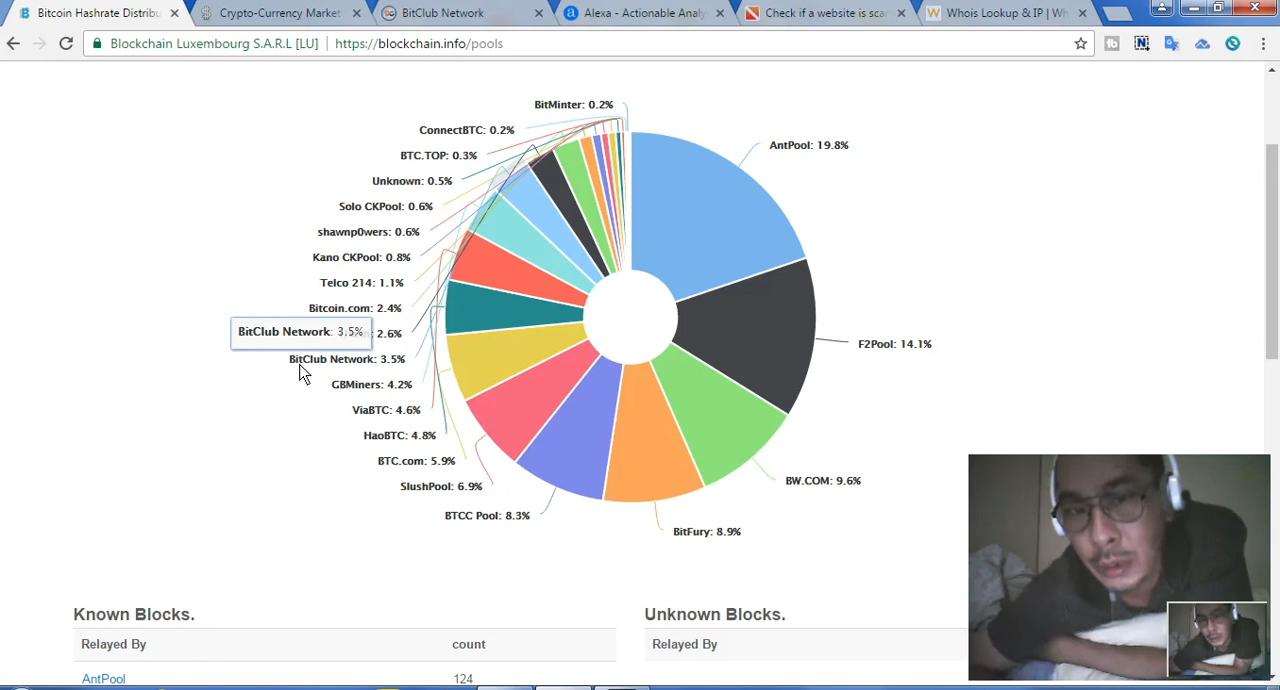 Bitcoin Hashrate Distribu
Crypto-Currency Market
BitClub Network
Alexa - Actionable Analy
Check if a website is scar
Whois Lookup & IP | Wh
Blockchain Luxembourg S.A.R.L [LU]
https://blockchain.info/pools
BitMinter: 0.2%
ConnectBTC: 0.2%
AntPool: 19.8%
BTC.TOP: 0.3%
Unknown: 0.5%
Solo CKPool: 0.6%
shawnp0wers: 0.6%
Kano CKPool: 0.8%
Telco 214: 1.1%
Bitcoin.com: 2.4%
BitClub Network: 3.5%
2.6%
F2Pool: 14.1%
BitClub Network: 3.5%
GBMiners: 4.2%
ViaBTC: 4.6%
HaoBTC: 4.8%
BTC.com: 5.9%
BW.COM: 9.6%
SlushPool: 6.9%
BTCC Pool: 8.3%
BitFury: 8.9%
Known Blocks.
Unknown Blocks.
Relayed By
count
Relayed By
AntPool
124